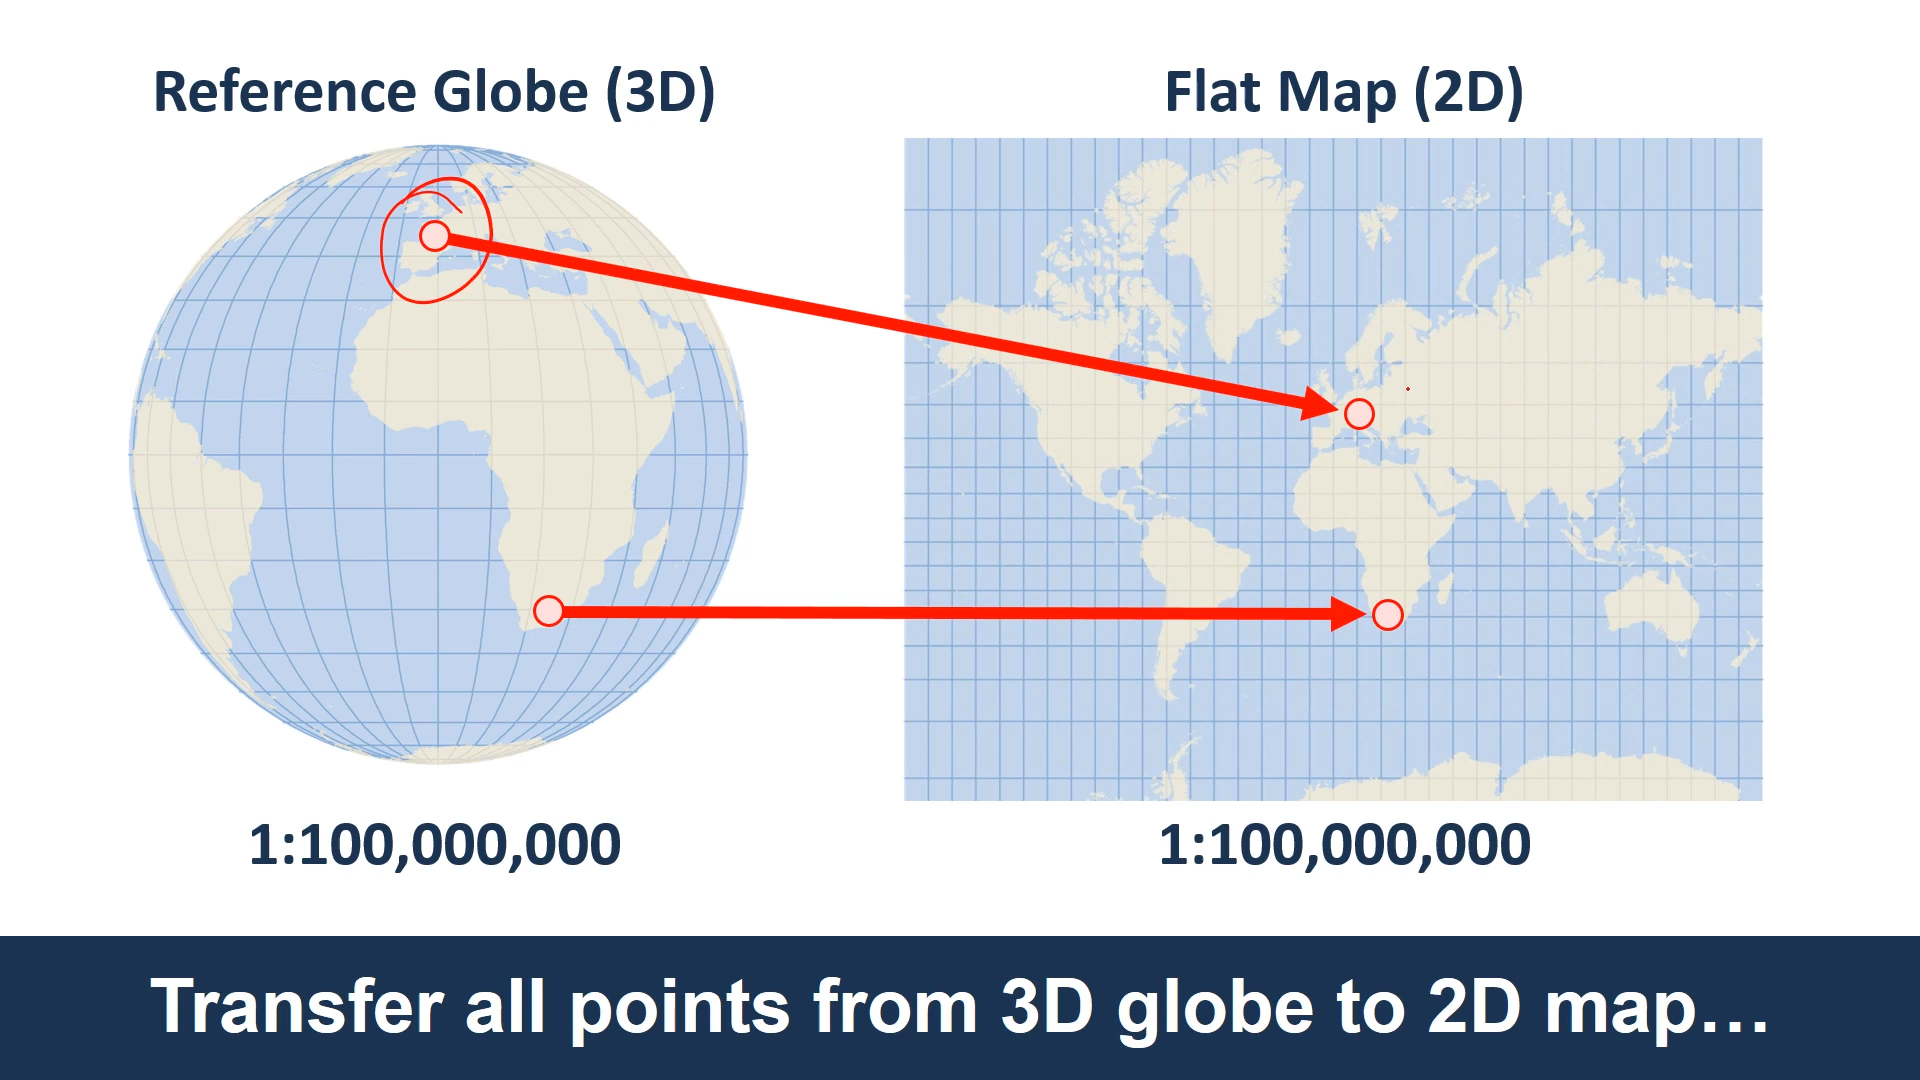 Reference Globe (3D)
Flat Map (2D)
1:100,000,000
1:100,000,000
Transfer all points from 3D globe to 2D map…